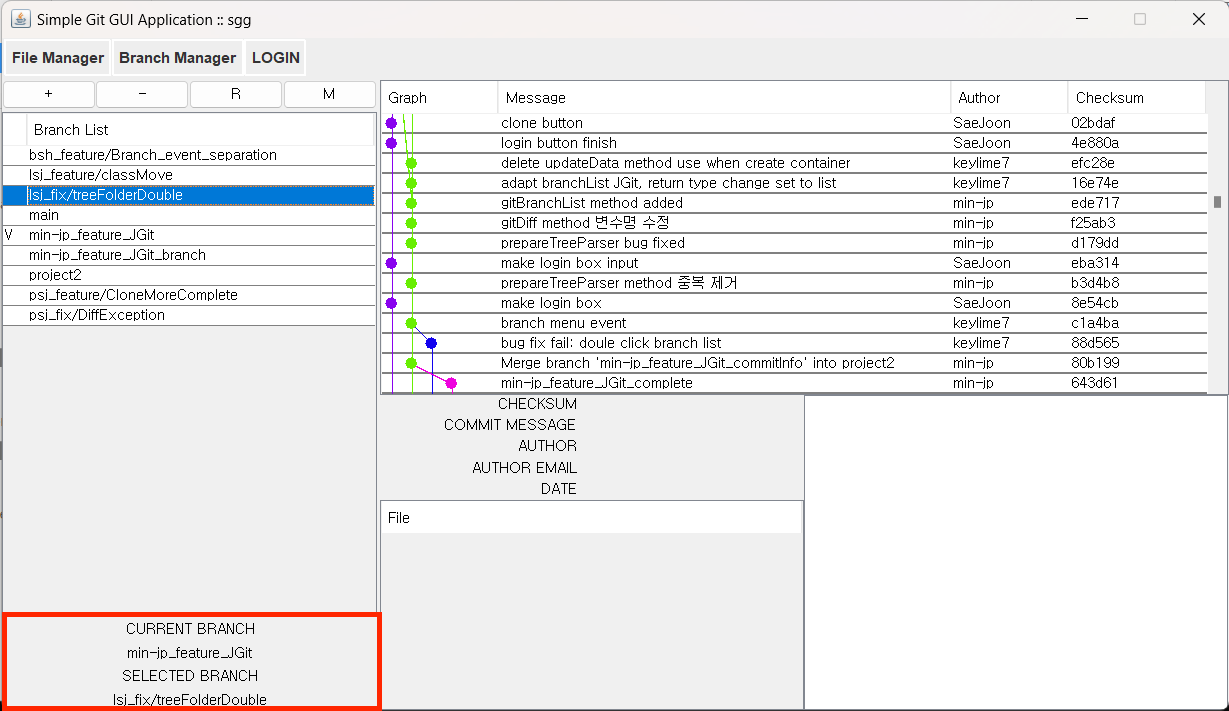 Simple Git GUI Application :: sgg
File Manager Branch Manager LOGIN
+ - R M
Branch List
bsh_feature/Branch_event_separation
lsj_feature/classMove
lsj_fix/treeFolderDouble
main
V min-jp_feature_JGit
min-jp_feature_JGit_branch
project2
psj_feature/CloneMoreComplete
psj_fix/DiffException
CURRENT BRANCH
min-jp_feature_JGit
SELECTED BRANCH
lsj_fix/treeFolderDouble
Graph Message Author Checksum
clone button SaeJoon 02bdaf
login button finish SaeJoon 4e880a
delete updateData method use when create container keylime7 efc28e
adapt branchList JGit, return type change set to list keylime7 16e74e
gitBranchList method added min-jp ede717
gitDiff method 변수명 수정 min-jp f25ab3
prepareTreeParser bug fixed min-jp d179dd
make login box input SaeJoon eba314
prepareTreeParser method 중복 제거 min-jp b3d4b8
make login box SaeJoon 8e54cb
branch menu event keylime7 c1a4ba
bug fix fail: doule click branch list keylime7 88d565
Merge branch 'min-jp_feature_JGit_commitInfo' into project2 min-jp 80b199
min-jp_feature_JGit_complete min-jp 643d61
CHECKSUM
COMMIT MESSAGE
AUTHOR
AUTHOR EMAIL
DATE
File